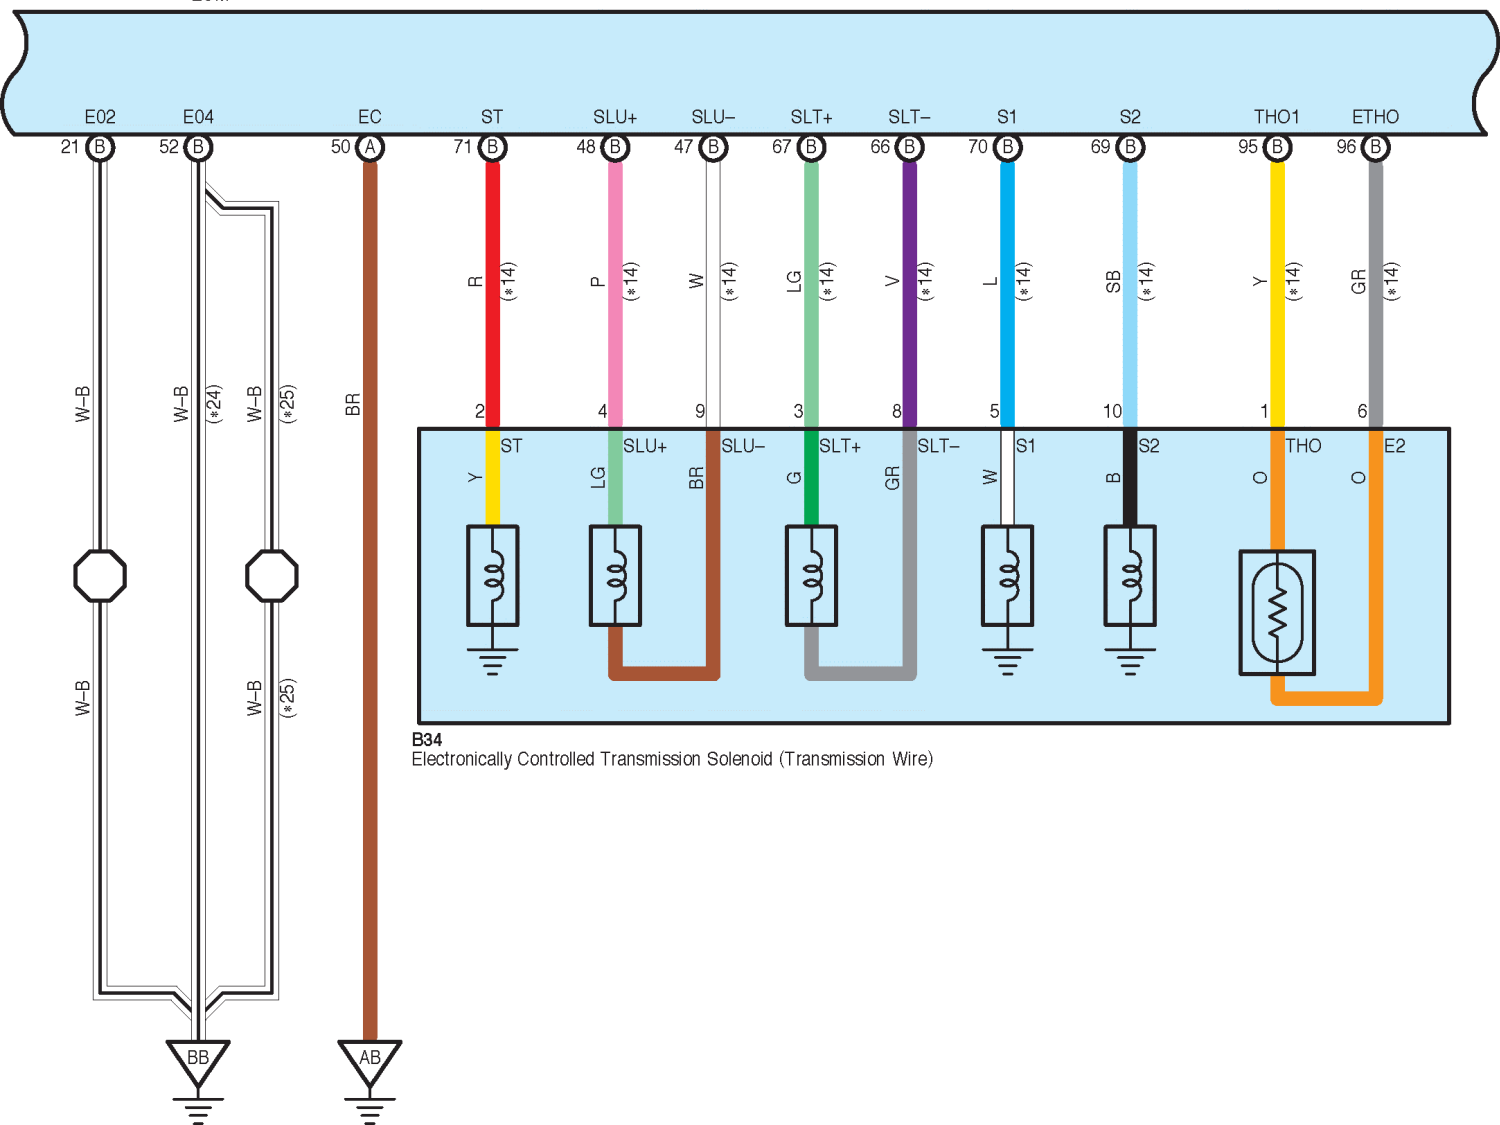 E02 E04 EC ST SLU+ SLU– SLT+ SLT– S1 S2 THO1 ETHO
21 B 52 B 50 A 71 B 48 B 47 B 67 B 66 B 70 B 69 B 95 B 96 B
R (*14) P (*14) W (*14) LG (*14) V (*14) L (*14) SB (*14) Y (*14) GR (*14)
W–B W–B (*24) W–B (*25) BR
2 4 9 3 8 5 10 1 6
ST SLU+ SLU– SLT+ SLT– S1 S2 THO E2
Y LG BR G GR W B O O
W–B W–B (*25)
B34
Electronically Controlled Transmission Solenoid (Transmission Wire)
BB AB